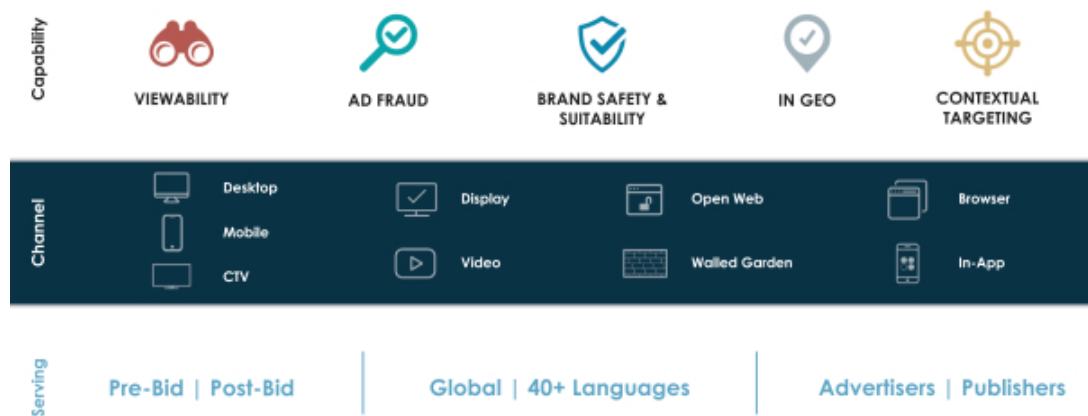 Capability
VIEWABILITY
AD FRAUD
BRAND SAFETY &
SUITABILITY
IN GEO
CONTEXTUAL
TARGETING
Channel
Desktop
Mobile
CTV
Display
Video
Open Web
Walled Garden
Browser
In-App
Serving
Pre-Bid | Post-Bid
Global | 40+ Languages
Advertisers | Publishers